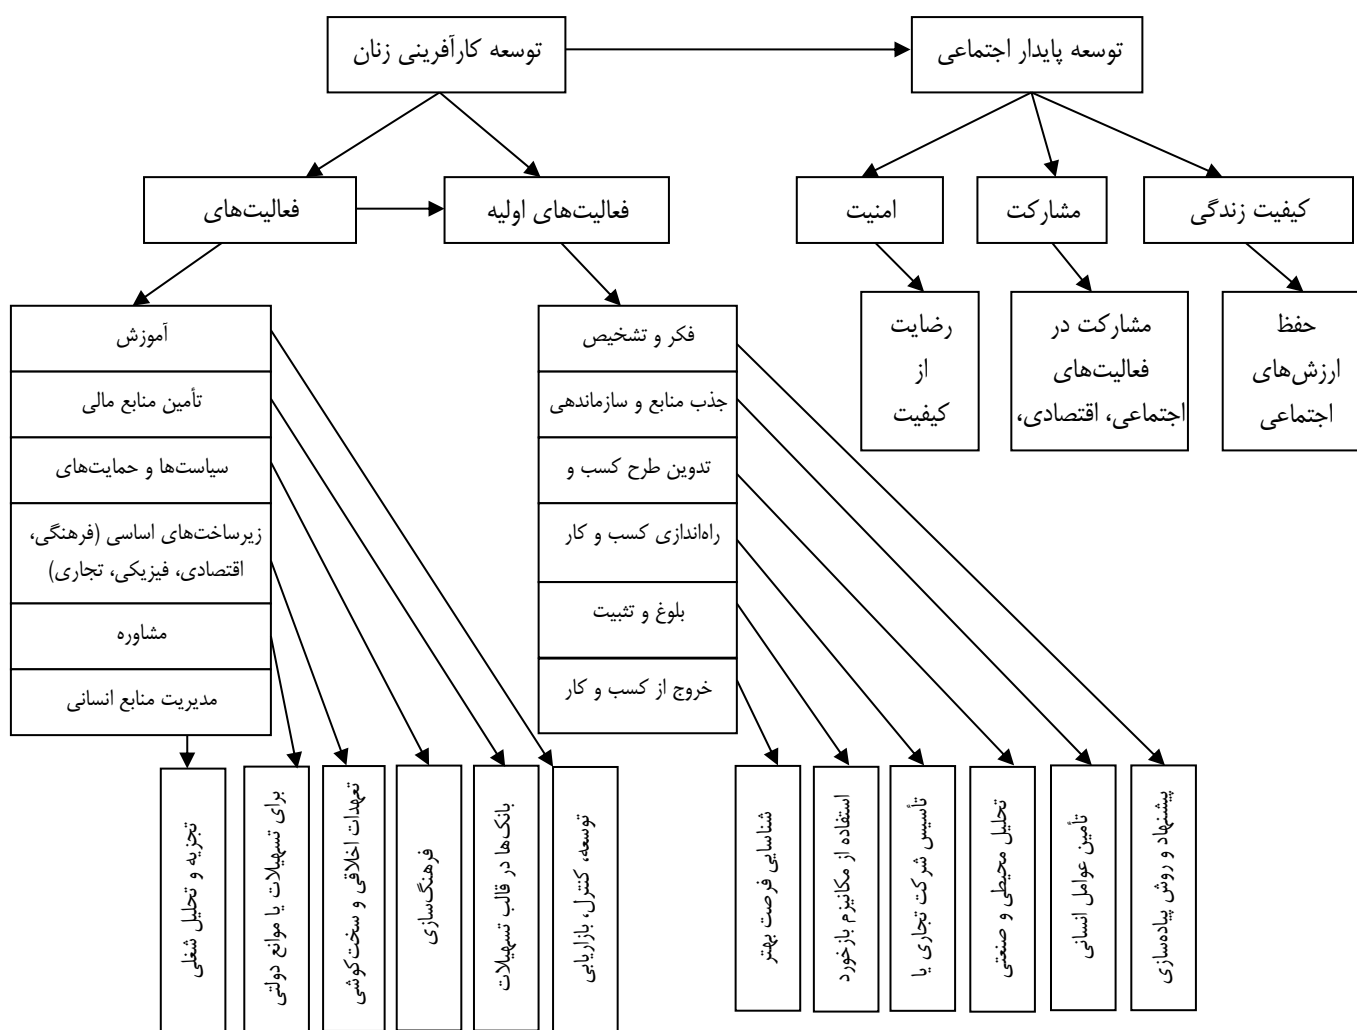 توسعه پایدار اجتماعی
توسعه کارآفرینی زنان
کیفیت زندگی
مشارکت
امنیت
فعالیت‌های اولیه
فعالیت‌های
حفظ
ارزش‌های
اجتماعی
مشارکت در
فعالیت‌های
اجتماعی، اقتصادی،
رضایت
از
کیفیت
فکر و تشخیص
جذب منابع و سازماندهی
تدوین طرح کسب و
راه‌اندازی کسب و کار
بلوغ و تثبیت
خروج از کسب و کار
آموزش
تأمین منابع مالی
سیاست‌ها و حمایت‌های
زیرساخت‌های اساسی (فرهنگی،
اقتصادی، فیزیکی، تجاری)
مشاوره
مدیریت منابع انسانی
پیشنهاد و روش پیاده‌سازی
تأمین عوامل انسانی
تحلیل محیطی و صنعتی
تأسیس شرکت تجاری یا
استفاده از مکانیزم بازخورد
شناسایی فرصت بهتر
توسعه، کنترل، بازاریابی
بانک‌ها در قالب تسهیلات
فرهنگ‌سازی
تعهدات اخلاقی و سخت‌کوشی
برای تسهیلات یا موانع دولتی
تجزیه و تحلیل شغلی